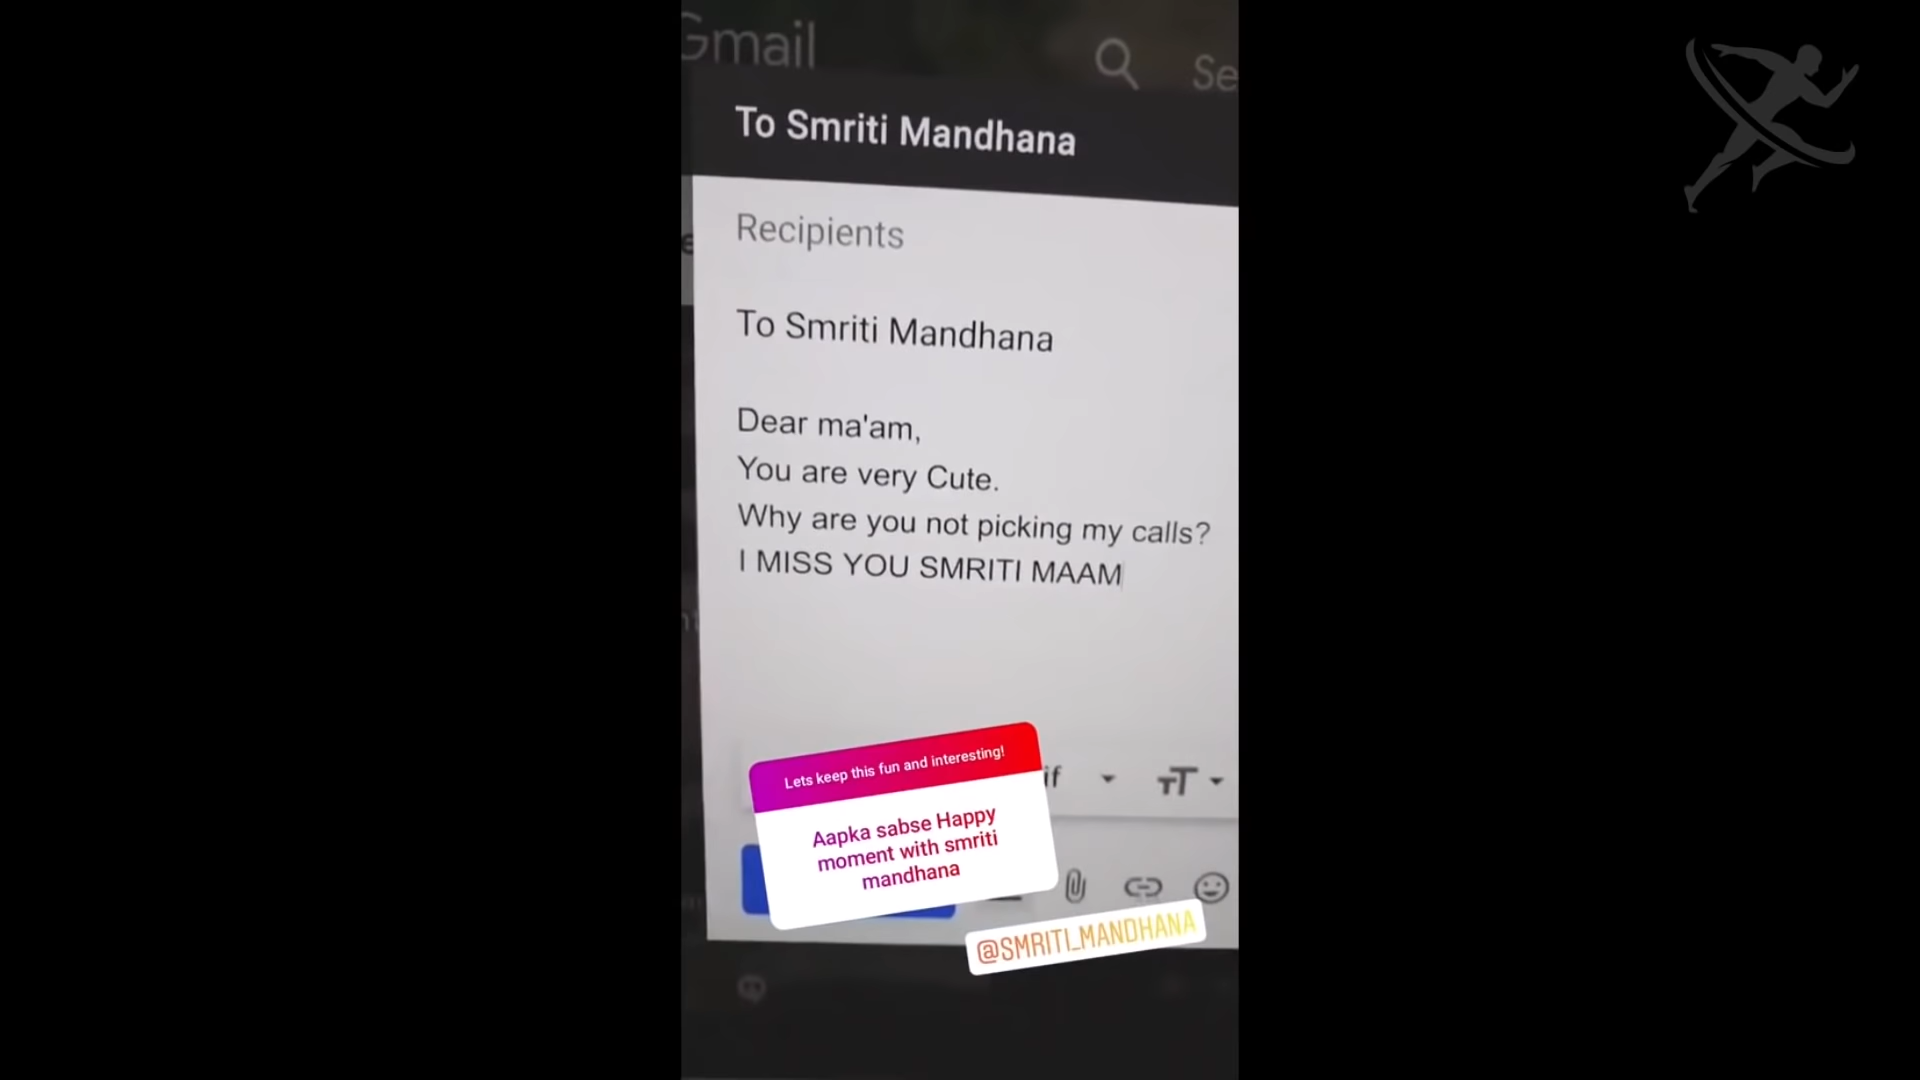 Gmail
Se
To Smriti Mandhana
Recipients
To Smriti Mandhana
Dear ma'am,
You are very Cute.
Why are you not picking my calls?
I MISS YOU SMRITI MAAM
Lets keep this fun and interesting!
if
Aapka sabse Happy
moment with smriti
mandhana
@SMRITI_MANDHANA